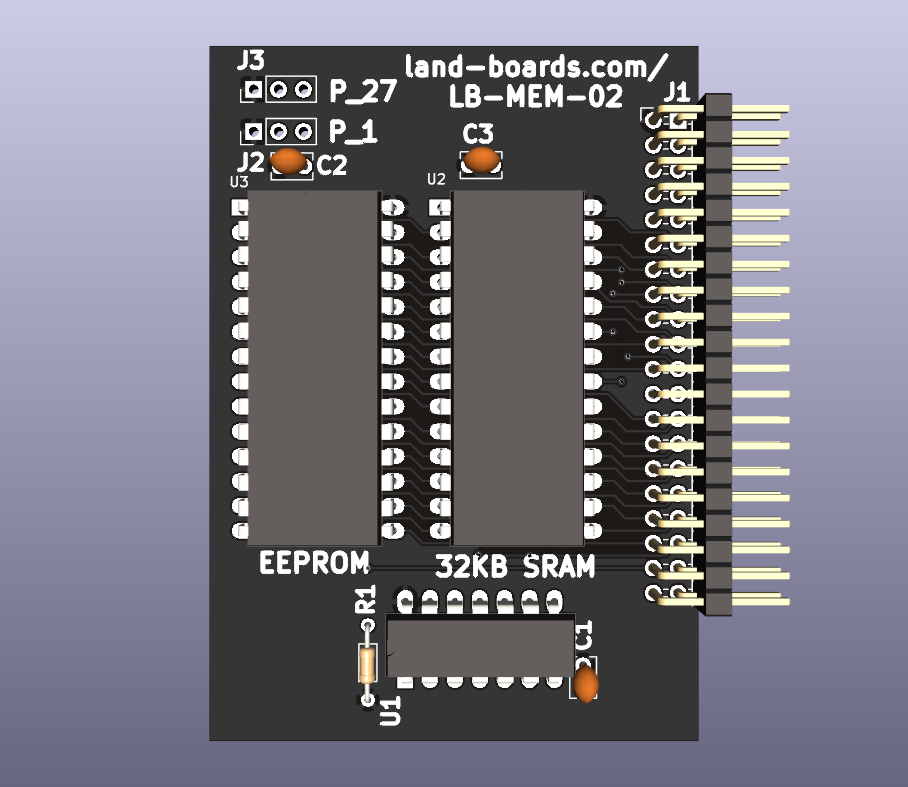 J3
land-boards.com/
P_27
LB-MEM-02
J1
P_1
C3
J2
C2
U3
U2
EEPROM
32KB SRAM
R1
C1
U1